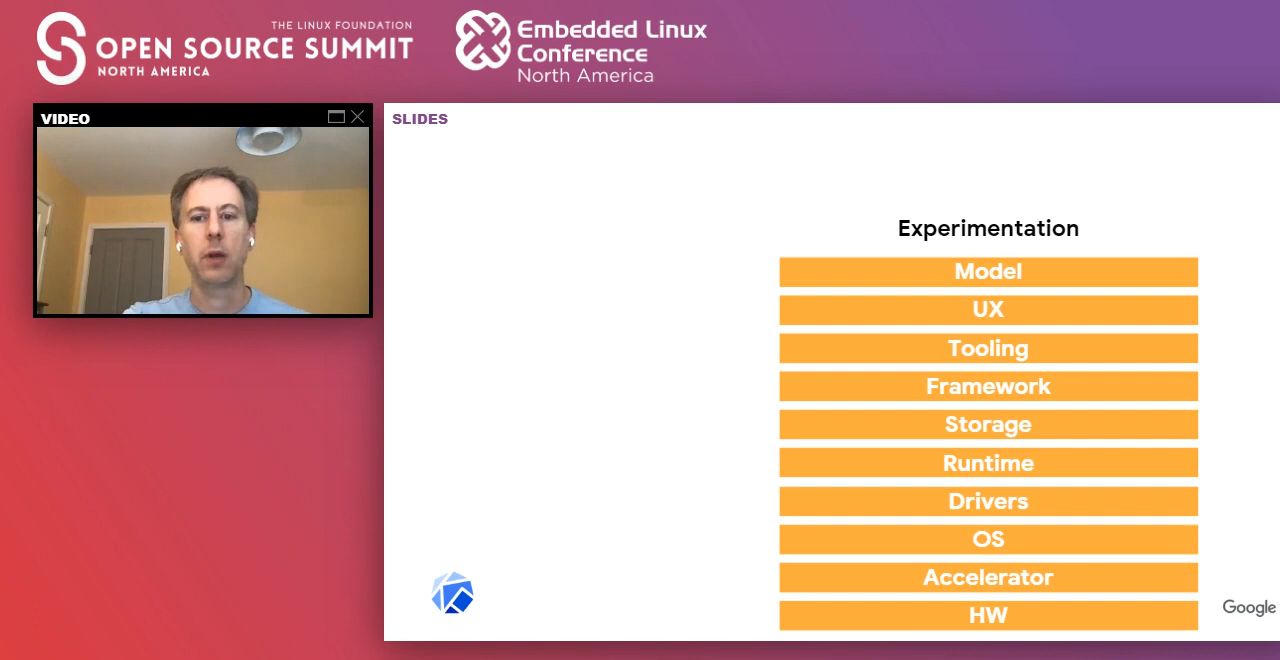 THE LINUX FOUNDATION
OPEN SOURCE SUMMIT
NORTH AMERICA
Embedded Linux
Conference
North America
VIDEO
SLIDES
Experimentation
Model
UX
Tooling
Framework
Storage
Runtime
Drivers
OS
Accelerator
HW
Google